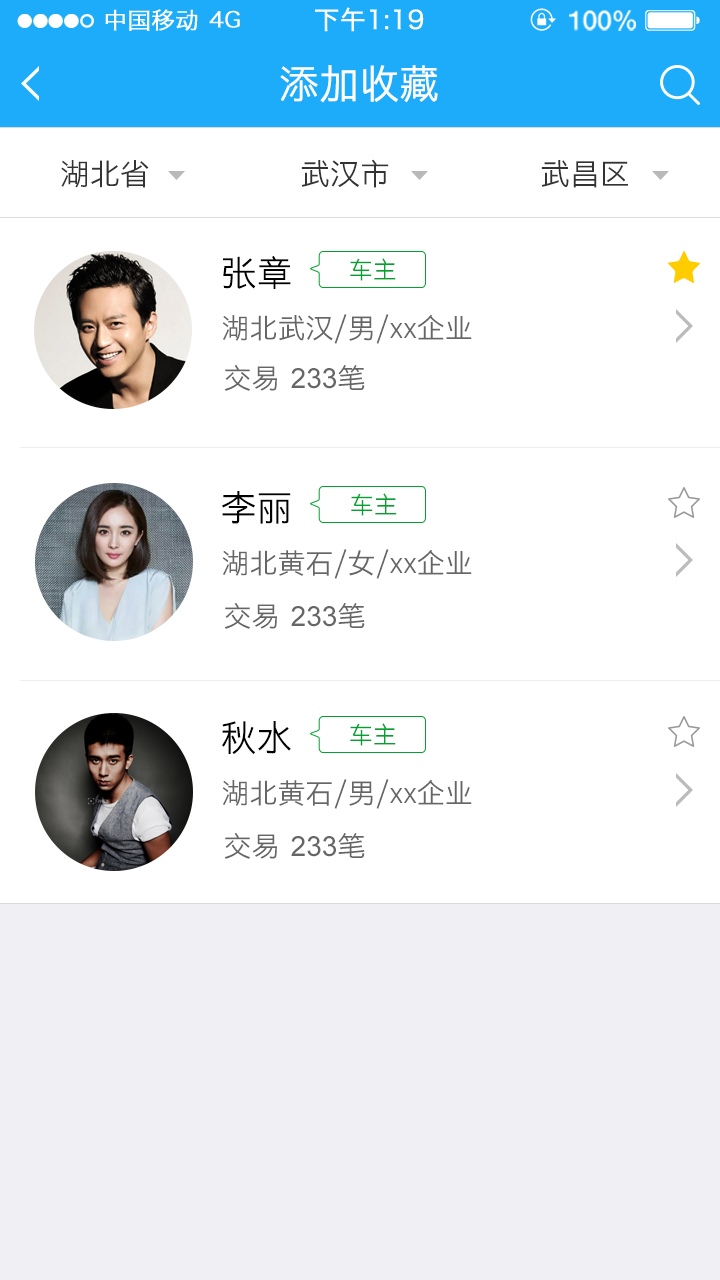 中国移动 4G 下午1:19 100%
添加收藏
湖北省 武汉市 武昌区
张章 车主
湖北武汉/男/xx企业
交易 233笔
李丽 车主
湖北黄石/女/xx企业
交易 233笔
秋水 车主
湖北黄石/男/xx企业
交易 233笔